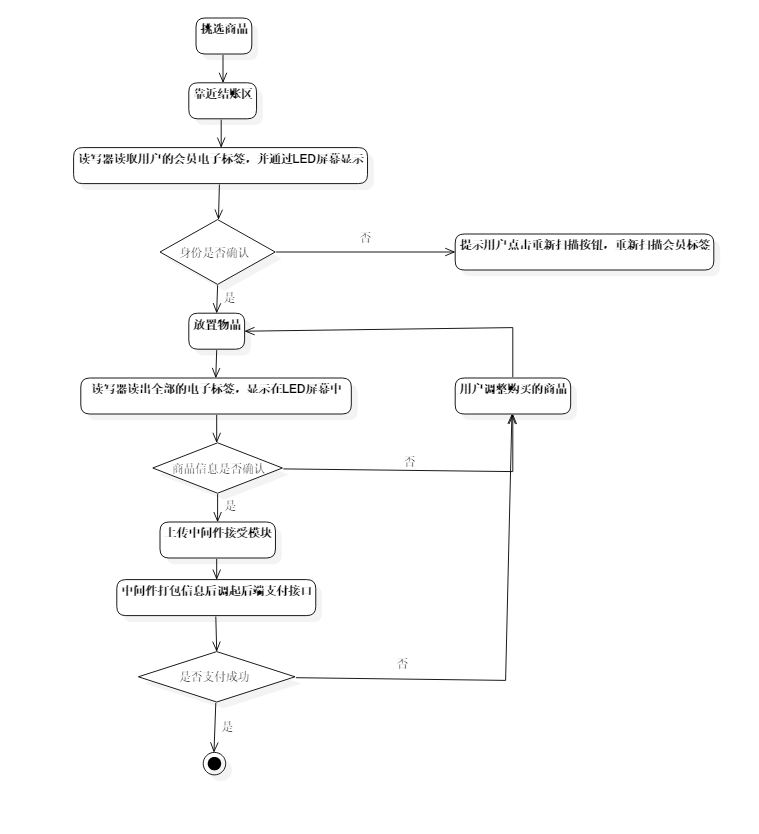 挑选商品
靠近结账区
读写器读取用户的会员电子标签，并通过LED屏幕显示
身份是否确认
否
提示用户点击重新扫描按钮，重新扫描会员标签
是
放置物品
读写器读出全部的电子标签，显示在LED屏幕中
用户调整购买的商品
商品信息是否确认
否
是
上传中间件接受模块
中间件打包信息后调起后端支付接口
是否支付成功
否
是